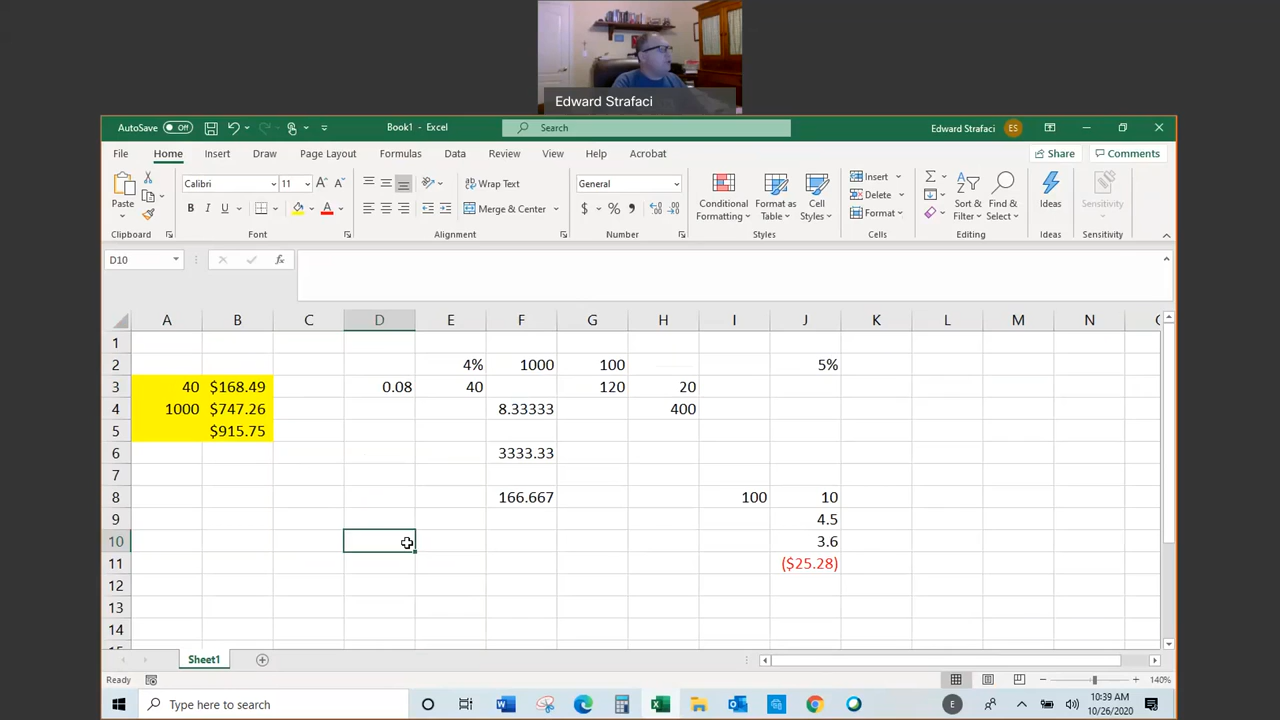 Edward Strafaci
AutoSave Off
Book1 - Excel
Search
Edward Strafaci ES
File Home Insert Draw Page Layout Formulas Data Review View Help Acrobat Share Comments
Paste
Clipboard
Calibri 11
B I U
Font
Wrap Text
Merge & Center
Alignment
General
$ % ,
Number
Conditional Formatting
Format as Table
Cell Styles
Styles
Insert
Delete
Format
Cells
Sort & Filter
Find & Select
Editing
Ideas
Ideas
Sensitivity
Sensitivity
D10 fx
A B C D E F G H I J K L M N
1
2 4% 1000 100 5%
3 40 $168.49 0.08 40 120 20
4 1000 $747.26 8.33333 400
5 $915.75
6 3333.33
7
8 166.667 100 10
9 4.5
10 3.6
11 ($25.28)
12
13
14
Sheet1
Ready 140%
Type here to search
E
10:39 AM
10/26/2020